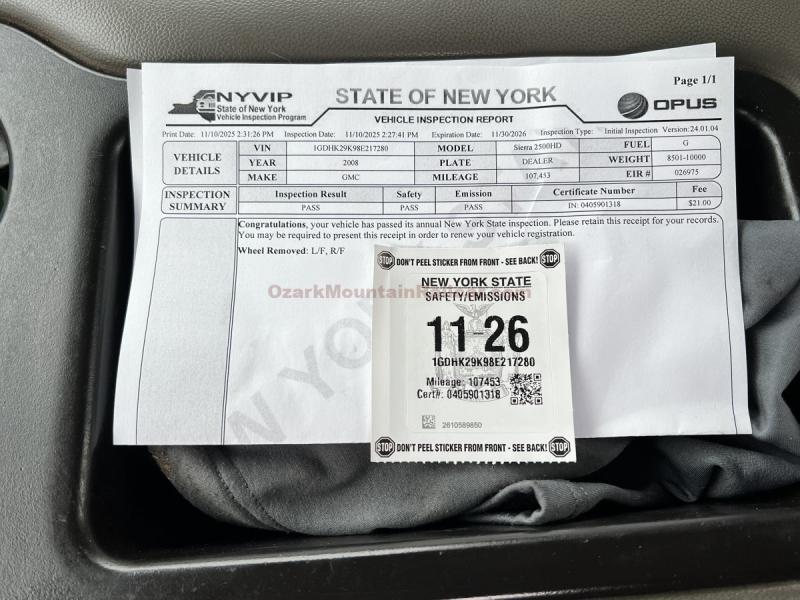 Page 1/1
NYVIP
State of New York
Vehicle Inspection Program
STATE OF NEW YORK
VEHICLE INSPECTION REPORT
OPUS
Print Date: 11/10/2025 2:31:26 PM Inspection Date: 11/10/2025 2:27:41 PM Expiration Date: 11/30/2026 Inspection Type: Initial Inspection Version:24.01.04
VEHICLE DETAILS
VIN 1GDHK29K98E217280 MODEL Sierra 2500HD FUEL G
YEAR 2008 PLATE DEALER WEIGHT 8501-10000
MAKE GMC MILEAGE 107,453 EIR # 026975
INSPECTION SUMMARY
Inspection Result Safety Emission Certificate Number Fee
PASS PASS PASS IN: 0405901318 $21.00
Congratulations, your vehicle has passed its annual New York State inspection. Please retain this receipt for your records.
You may be required to present this receipt in order to renew your vehicle registration.
Wheel Removed: L/F, R/F
STOP DON'T PEEL STICKER FROM FRONT - SEE BACK! STOP
NEW YORK STATE
OzarkMountainRailcar.com
SAFETY/EMISSIONS
11-26
1GDHK29K98E217280
Mileage: 107453
Cert#: 0405901318
2610589850
STOP DON'T PEEL STICKER FROM FRONT - SEE BACK! STOP